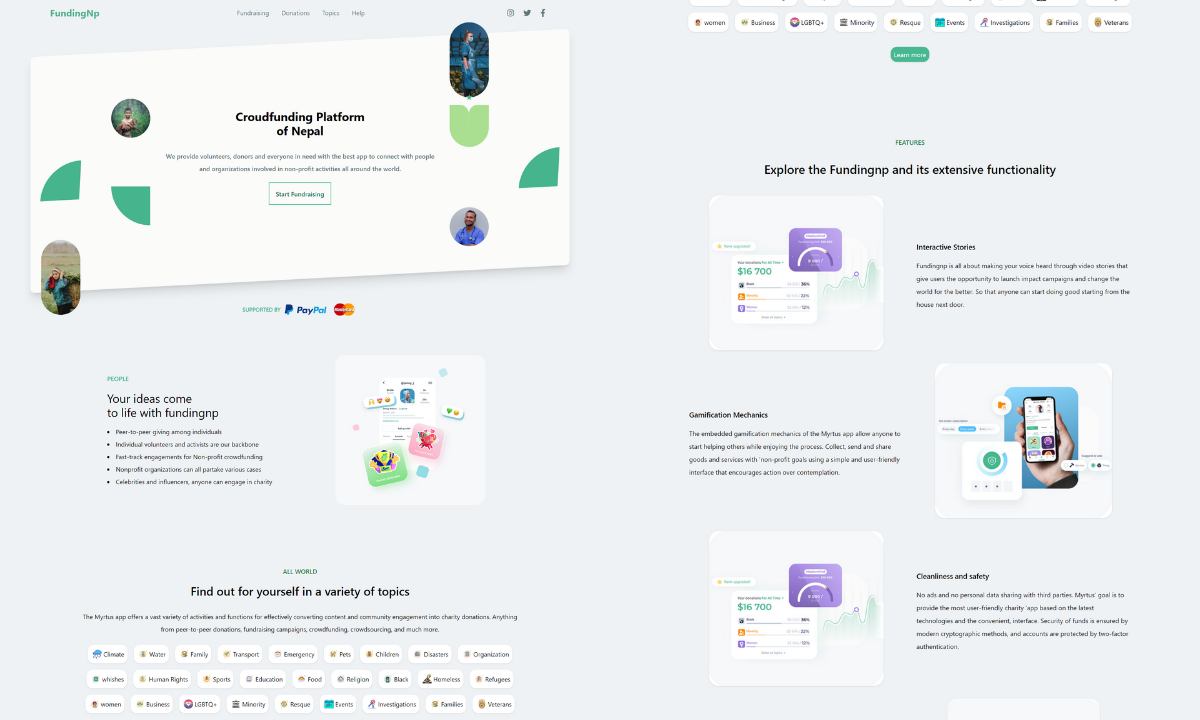 FundingNp
Fundraising Donations Topics Help
Croudfunding Platform
of Nepal
We provide volunteers, donors and everyone in need with the best app to connect with people
and organizations involved in non-profit activities all around the world.
Start Fundraising
SUPPORTED BY PayPal
PEOPLE
Your ideas come
to life with fundingnp
Peer-to-peer giving among individuals
Individual volunteers and activists are our backbone
Fast-track engagements for Non-profit crowdfunding
Nonprofit organizations can all partake various cases
Celebrities and influencers, anyone can engage in charity
ALL WORLD
Find out for yourself in a variety of topics
The Myrtus app offers a vast variety of activities and functions for effectively converting content and community engagement into charity donations. Anything
from peer-to-peer donations, fundraising campaigns, crowdfunding, crowdsourcing, and much more.
Climate Water Family Transport Emergency Pets Children Disasters Organization
whishes Human Rights Sports Education Food Religion Black Homeless Refugees
women Business LGBTQ+ Minority Resque Events Investigations Families Veterans
women Business LGBTQ+ Minority Resque Events Investigations Families Veterans
Learn more
FEATURES
Explore the Fundingnp and its extensive functionality
Your donations For All Time
$16 700
36%
22%
12%
Interactive Stories
Fundingnp is all about making your voice heard through video stories that
give users the opportunity to launch impact campaigns and change the
world for the better. So that anyone can start doing good starting from the
house next door.
Gamification Mechanics
The embedded gamification mechanics of the Myrtus app allow anyone to
start helping others while enjoying the process. Collect, send and share
goods and services with 'non-profit goals using a simple and user-friendly
interface that encourages action over contemplation.
Your donations For All Time
$16 700
36%
22%
12%
Cleanliness and safety
No ads and no personal data sharing with third parties. Myrtus' goal is to
provide the most user-friendly charity 'app based on the latest
technologies and the convenient, interface. Security of funds is ensured by
modern cryptographic methods, and accounts are protected by two-factor
authentication.